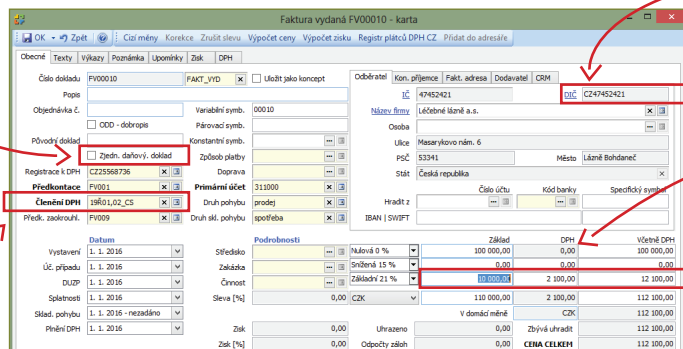 Faktura vydaná FV00010 - karta
OK Zpět Cizí měny Korekce Zrušit slevu Výpočet ceny Výpočet zisku Registr plátců DPH CZ Přidat do adresáře
Obecné Texty Výkazy Poznámka Upomínky Zisk DPH
Číslo dokladu FV00010 FAKT_VYD Uložit jako koncept Odběratel Kon. příjemce Fakt. adresa Dodavatel CRM
Popis IČ 47452421 DIČ CZ47452421
Objednávka č. Variabilní symb. 00010 Název firmy Léčebné lázně a.s.
ODD - dobropis Párovací symb. Osoba
Původní doklad Konstantní symb. Ulice Masarykovo nám. 6
Zjedn. daňový. doklad Způsob platby PSČ 53341 Město Lázně Bohdaneč
Registrace k DPH CZ25568736 Doprava Stát Česká republika
Předkontace FV001 Primární účet 311000 Číslo účtu Kód banky Specifický symbol
Členění DPH 19Ř01,02_C5 Druh pohybu prodej Hradit z
Předk. zaokrouhl. FV009 Druh skl. pohybu spotřeba IBAN | SWIFT
Datum Podrobnosti Základ DPH Včetně DPH
Vystavení 1. 1. 2016 Středisko Nulová 0 % 100 000,00 0,00 100 000,00
Úč. případu 1. 1. 2016 Zakázka Snížená 15 % 0,00 0,00 0,00
DUZP 1. 1. 2016 Činnost Základní 21 % 10 000,00 2 100,00 12 100,00
Splatnosti 1. 1. 2016 Sleva [%] 0,00 CZK 110 000,00 2 100,00 112 100,00
Sklad. pohybu 1. 1. 2016 - nezadáno V domácí měně CZK 112 100,00
Plnění DPH 1. 1. 2016 Zisk 0,00 Uhrazeno 0,00 Zbývá uhradit 112 100,00
Zisk [%] 0,00 Odpočty záloh 0,00 CENA CELKEM 112 100,00